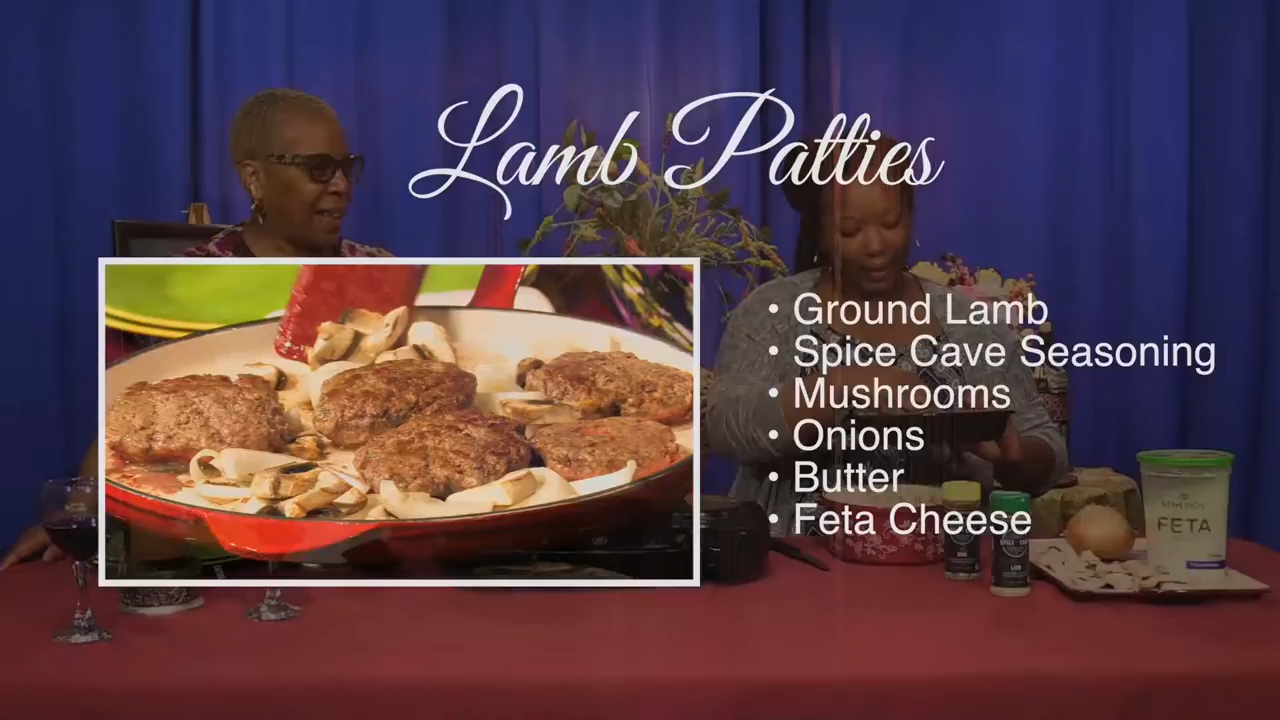 Lamb Patties
• Ground Lamb
• Spice Cave Seasoning
• Mushrooms
• Onions
• Butter
• Feta Cheese
FETA